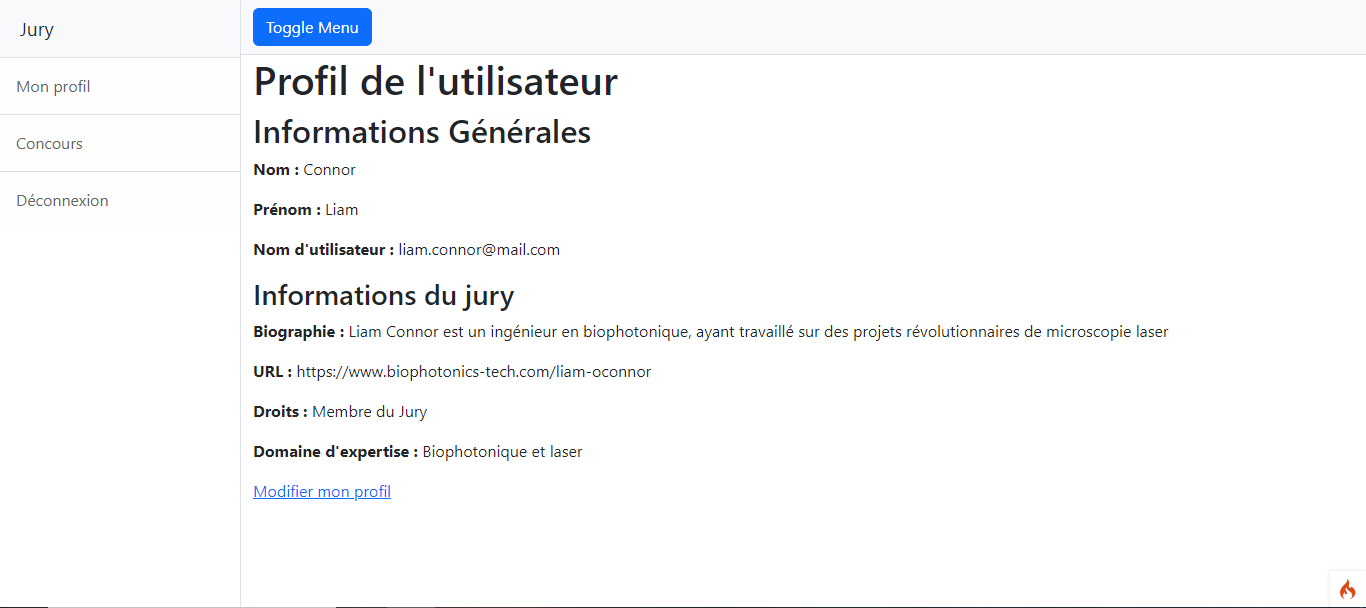 Jury
Toggle Menu
Mon profil
Concours
Déconnexion
Profil de l'utilisateur
Informations Générales
Nom : Connor
Prénom : Liam
Nom d'utilisateur : liam.connor@mail.com
Informations du jury
Biographie : Liam Connor est un ingénieur en biophotonique, ayant travaillé sur des projets révolutionnaires de microscopie laser
URL : https://www.biophotonics-tech.com/liam-oconnor
Droits : Membre du Jury
Domaine d'expertise : Biophotonique et laser
Modifier mon profil